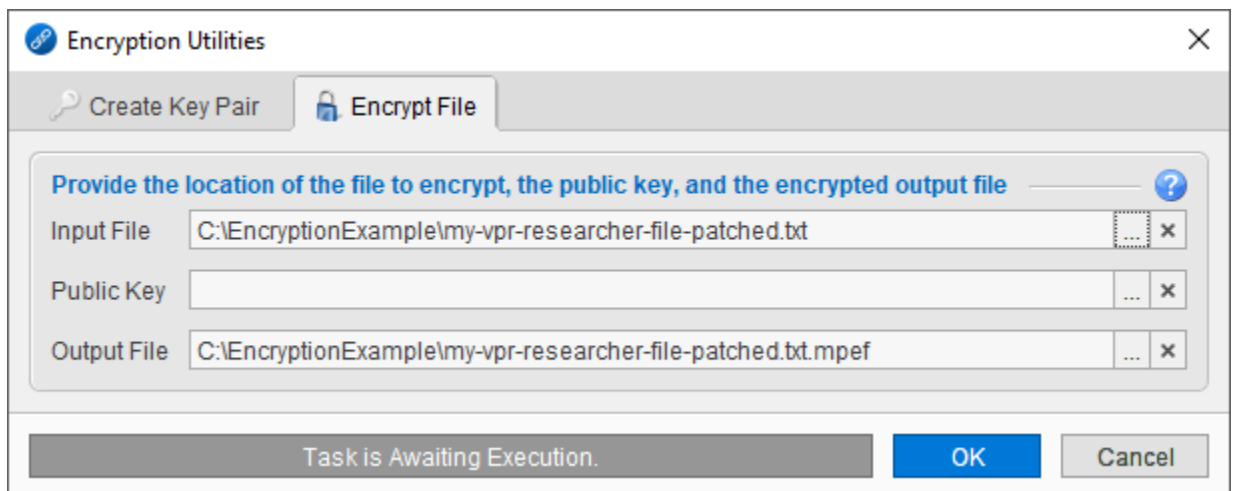 Encryption Utilities
Create Key Pair
Encrypt File
Provide the location of the file to encrypt, the public key, and the encrypted output file
?
Input File C:\EncryptionExample\my-vpr-researcher-file-patched.txt ...
Public Key ...
Output File C:\EncryptionExample\my-vpr-researcher-file-patched.txt.mpef ...
Task is Awaiting Execution. OK Cancel